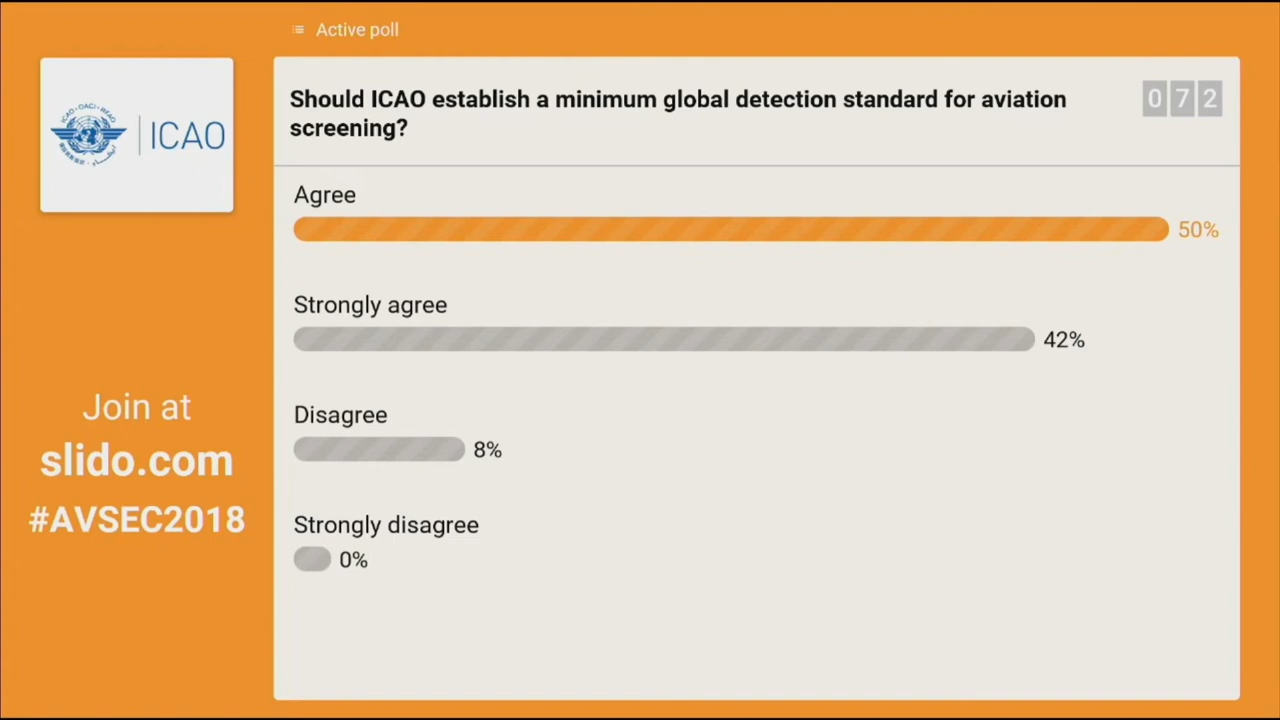 Active poll
ICAO
Should ICAO establish a minimum global detection standard for aviation
screening?
072
Agree
50%
Strongly agree
42%
Disagree
8%
Strongly disagree
0%
Join at
slido.com
#AVSEC2018